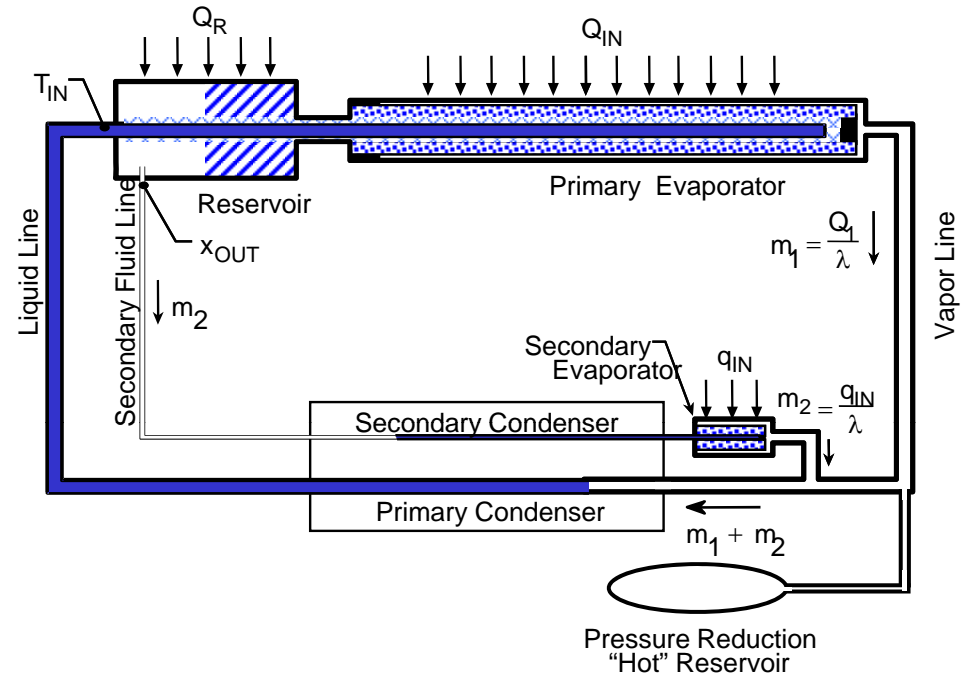 Q_R
Q_IN
T_IN
Primary Evaporator
Reservoir
x_OUT
m_1 = Q_1/λ
Liquid Line
Secondary Fluid Line
Vapor Line
m_2
Secondary
Evaporator
q_IN
m_2 = q_IN/λ
Secondary Condenser
Primary Condenser
m_1 + m_2
Pressure Reduction
“Hot” Reservoir